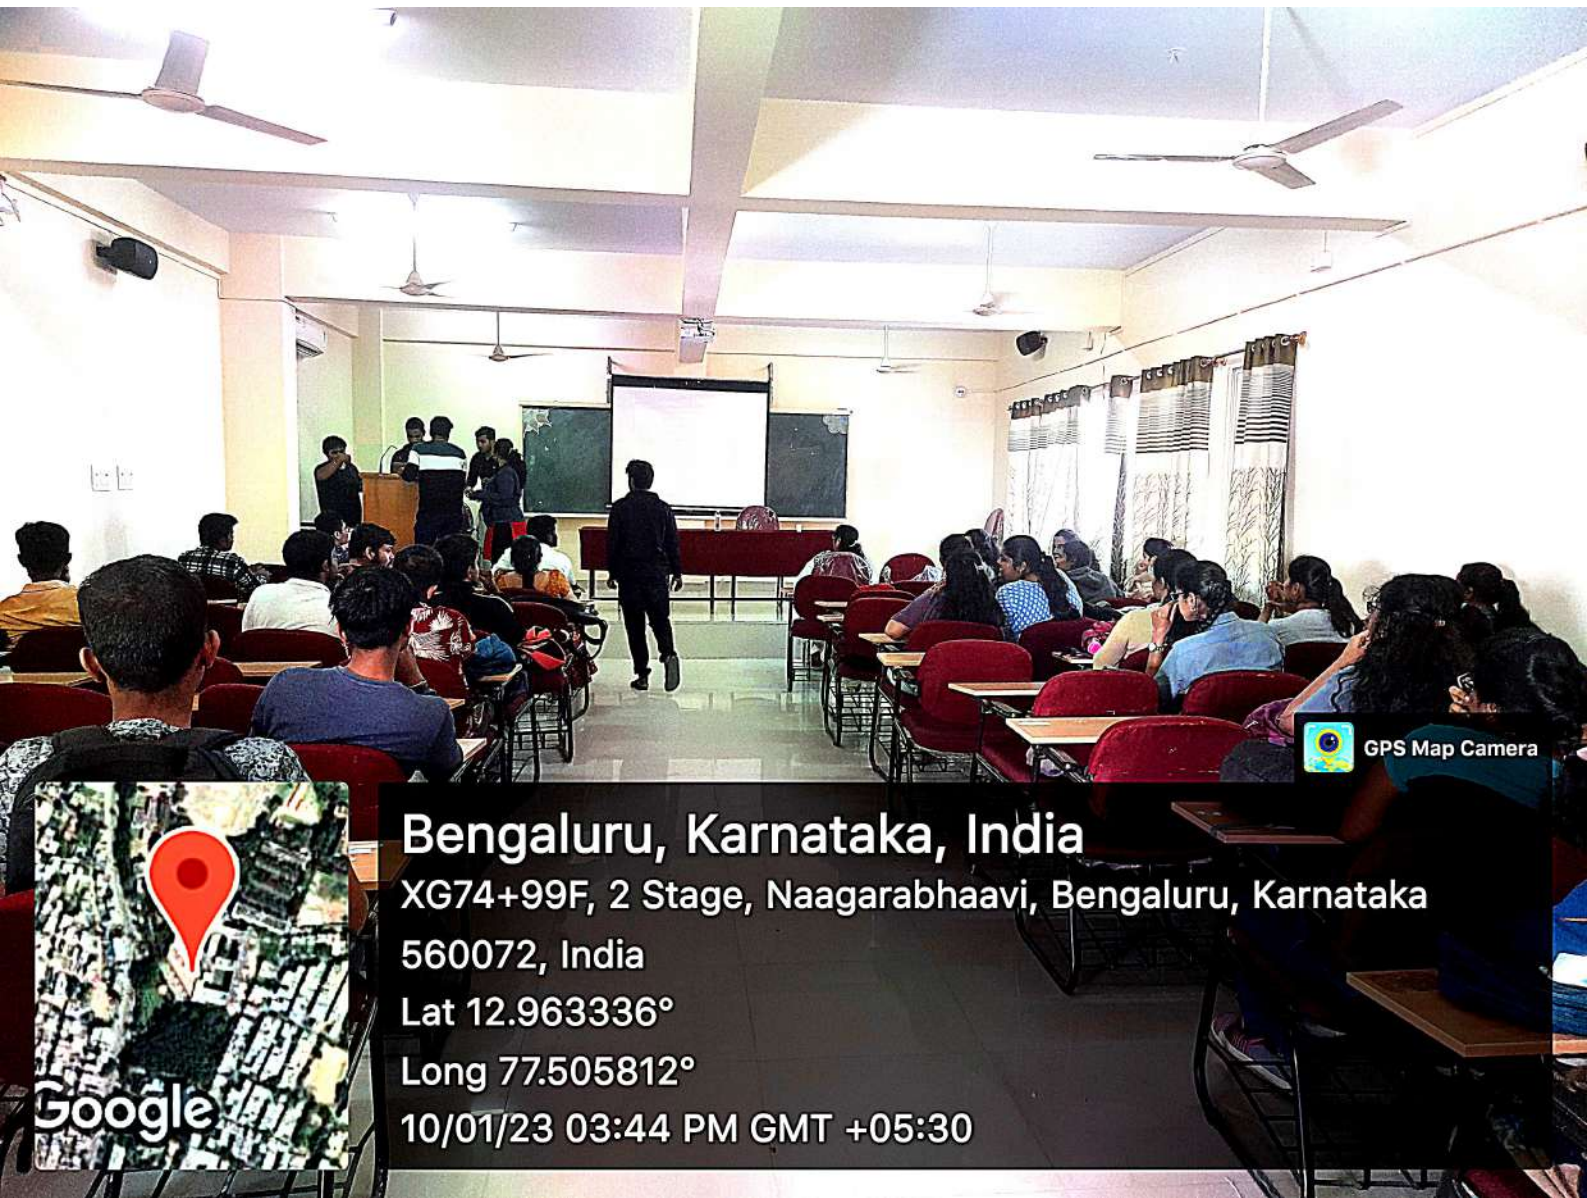 GPS Map Camera
Bengaluru, Karnataka, India
XG74+99F, 2 Stage, Naagarabhaavi, Bengaluru, Karnataka
560072, India
Lat 12.963336°
Long 77.505812°
10/01/23 03:44 PM GMT +05:30
Google